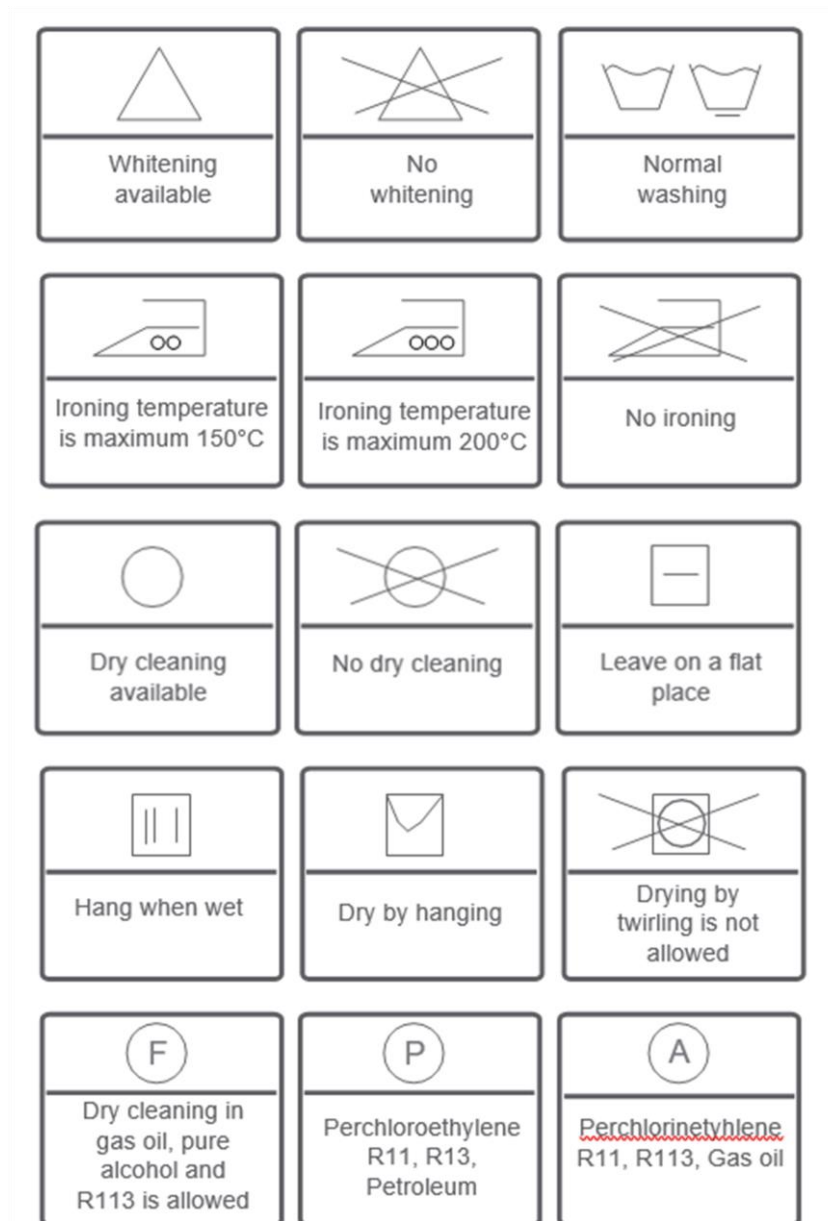 Whitening
available
No
whitening
Normal
washing
Ironing temperature
is maximum 150°C
Ironing temperature
is maximum 200°C
No ironing
Dry cleaning
available
No dry cleaning
Leave on a flat
place
Hang when wet
Dry by hanging
Drying by
twirling is not
allowed
F
Dry cleaning in
gas oil, pure
alcohol and
R113 is allowed
P
Perchloroethylene
R11, R13,
Petroleum
A
Perchlorinetyhlene
R11, R113, Gas oil